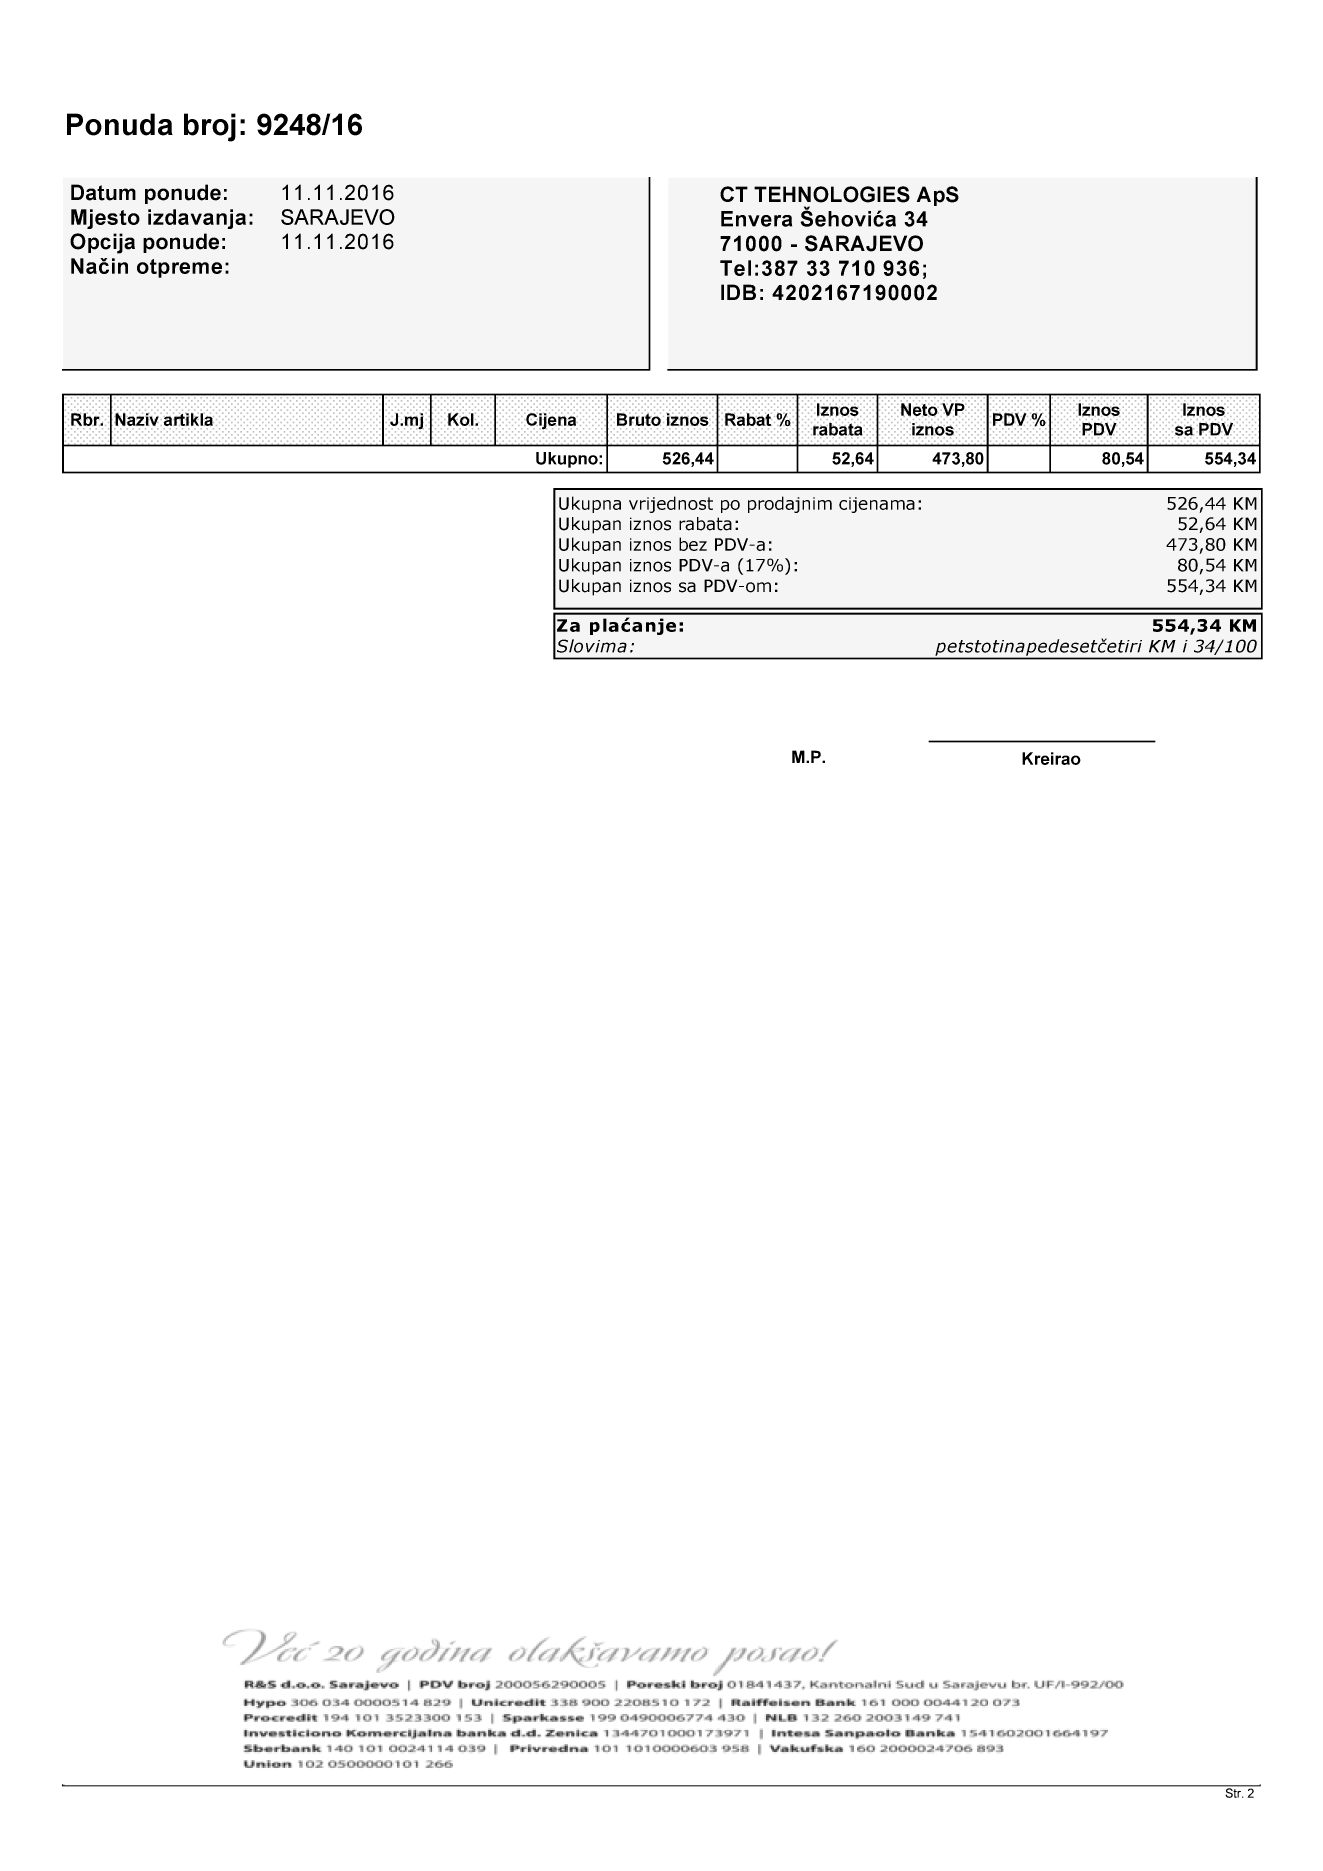 Ponuda broj: 9248/16
Datum ponude: 11.11.2016
Mjesto izdavanja: SARAJEVO
Opcija ponude: 11.11.2016
Način otpreme:
CT TEHNOLOGIES ApS
Envera Šehovića 34
71000 - SARAJEVO
Tel:387 33 710 936;
IDB: 4202167190002
Rbr. Naziv artikla J.mj Kol. Cijena Bruto iznos Rabat % Iznos rabata Neto VP iznos PDV % Iznos PDV Iznos sa PDV
Ukupno: 526,44 52,64 473,80 80,54 554,34
Ukupna vrijednost po prodajnim cijenama: 526,44 KM
Ukupan iznos rabata: 52,64 KM
Ukupan iznos bez PDV-a: 473,80 KM
Ukupan iznos PDV-a (17%): 80,54 KM
Ukupan iznos sa PDV-om: 554,34 KM
Za plaćanje: 554,34 KM
Slovima: petstotinapedesetčetiri KM i 34/100
M.P.
Kreirao
Već 20 godina olakšavamo posao!
R&S d.o.o. Sarajevo | PDV broj 200056290005 | Poreski broj 01841437, Kantonalni Sud u Sarajevu br. UF/I-992/00
Hypo 306 034 0000514 829 | Unicredit 338 900 2208510 172 | Raiffeisen Bank 161 000 0044120 073
Procredit 194 101 3523300 153 | Sparkasse 199 0490006774 430 | NLB 132 260 2003149 741
Investiciono Komercijalna banka d.d. Zenica 1344701000173971 | Intesa Sanpaolo Banka 1541602001664197
Sberbank 140 101 0024114 039 | Privredna 101 1010000603 958 | Vakufska 160 2000024706 893
Union 102 0500000101 266
Str. 2